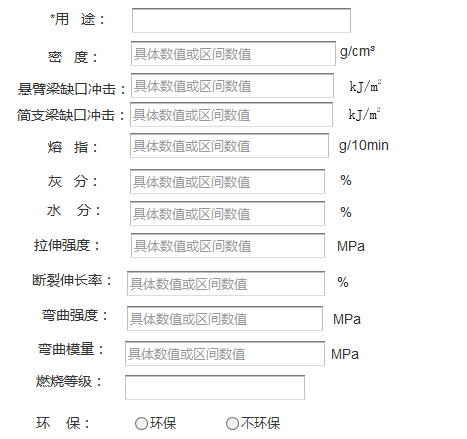 *用 途：
密 度： 具体数值或区间数值 g/cm³
悬臂梁缺口冲击： 具体数值或区间数值 kJ/m²
简支梁缺口冲击： 具体数值或区间数值 kJ/m²
熔 指： 具体数值或区间数值 g/10min
灰 分： 具体数值或区间数值 %
水 分： 具体数值或区间数值 %
拉伸强度： 具体数值或区间数值 MPa
断裂伸长率： 具体数值或区间数值 %
弯曲强度： 具体数值或区间数值 MPa
弯曲模量： 具体数值或区间数值 MPa
燃烧等级：
环 保： 环保 不环保